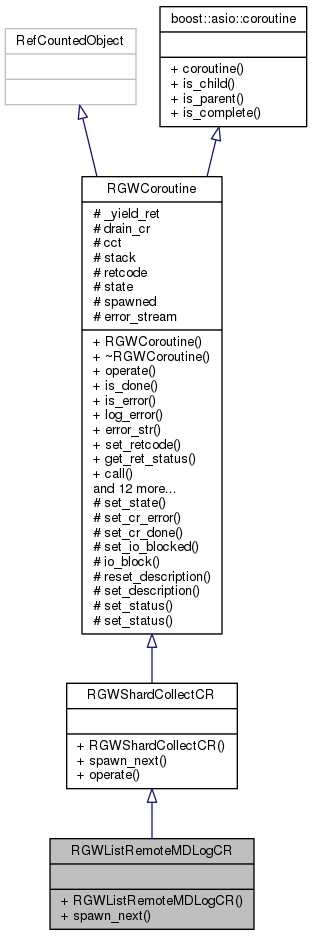 RefCountedObject
boost::asio::coroutine
+ coroutine()
+ is_child()
+ is_parent()
+ is_complete()
RGWCoroutine
# _yield_ret
# drain_cr
# cct
# stack
# retcode
# state
# spawned
# error_stream
+ RGWCoroutine()
+ ~RGWCoroutine()
+ operate()
+ is_done()
+ is_error()
+ log_error()
+ error_str()
+ set_retcode()
+ get_ret_status()
+ call()
and 12 more...
# set_state()
# set_cr_error()
# set_cr_done()
# set_io_blocked()
# io_block()
# reset_description()
# set_description()
# set_status()
# set_status()
RGWShardCollectCR
+ RGWShardCollectCR()
+ spawn_next()
+ operate()
RGWListRemoteMDLogCR
+ RGWListRemoteMDLogCR()
+ spawn_next()